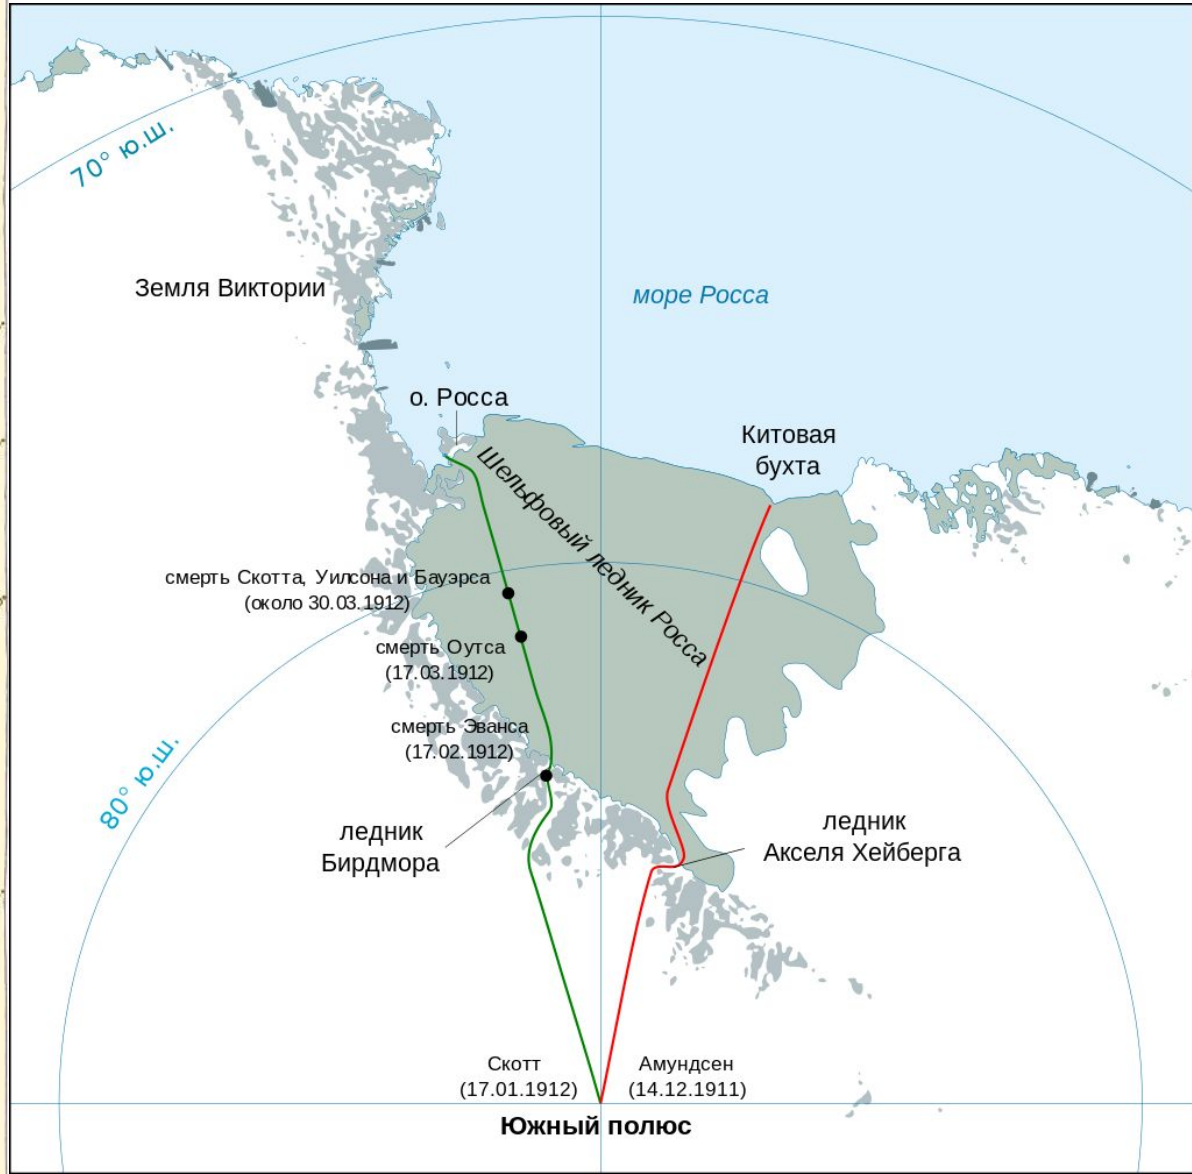 70° ю.ш.
Земля Виктории
море Росса
о. Росса
Китовая
бухта
Шельфовый ледник Росса
смерть Скотта, Уилсона и Бауэрса
(около 30.03.1912)
смерть Оутса
(17.03.1912)
смерть Эванса
(17.02.1912)
80° ю.ш.
ледник
Бирдмора
ледник
Акселя Хейберга
Скотт
(17.01.1912)
Амундсен
(14.12.1911)
Южный полюс